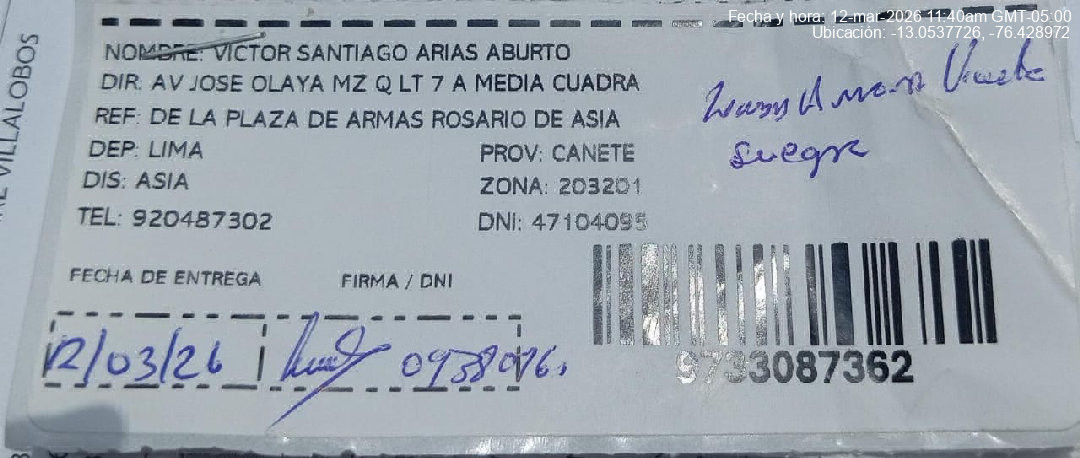 Fecha y hora: 12-mar-2026 11:40am GMT-05:00
Ubicación: -13.0537726, -76.428972
VILLALOBOS
NOMBRE: VICTOR SANTIAGO ARIAS ABURTO
DIR: AV JOSE OLAYA MZ Q LT 7 A MEDIA CUADRA
REF: DE LA PLAZA DE ARMAS ROSARIO DE ASIA
DEP: LIMA PROV: CANETE
DIS: ASIA ZONA: 203201
TEL: 920487302 DNI: 47104095
suegra
FECHA DE ENTREGA FIRMA / DNI
12/03/26
9733087362